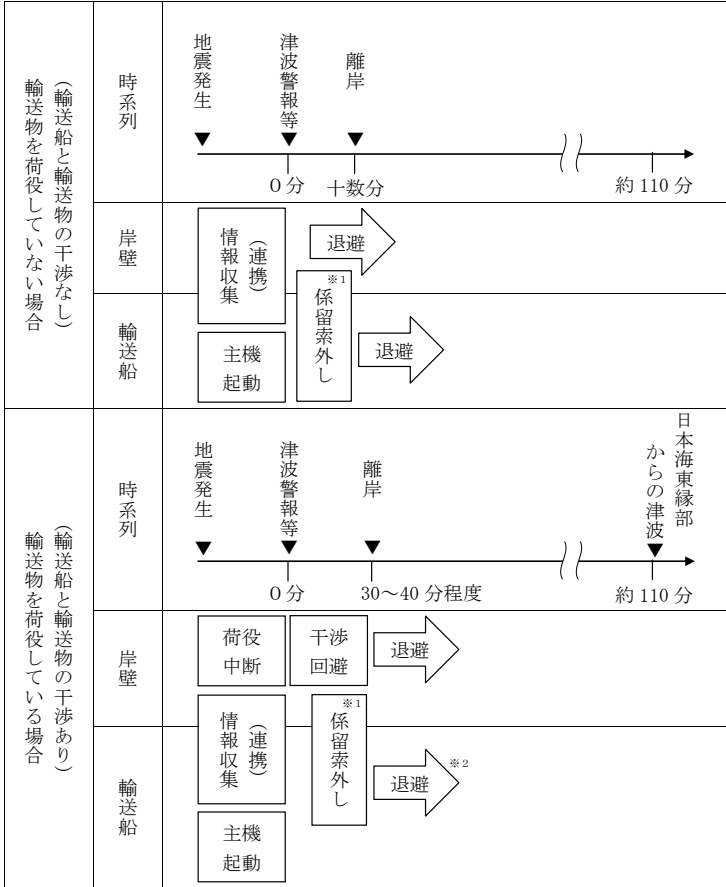 輸送物を荷役していない場合
（輸送船と輸送物の干渉なし）
時系列
地震発生
津波警報等
離岸
0分
十数分
約110分
岸壁
情報収集
（連携）
退避
※1
係留索外し
輸送船
主機
起動
退避
輸送物を荷役している場合
（輸送船と輸送物の干渉あり）
時系列
地震発生
津波警報等
離岸
日本海東縁部
からの津波
0分
30～40分程度
約110分
岸壁
荷役
中断
干渉
回避
退避
情報収集
（連携）
※1
係留索外し
輸送船
退避
※2
主機
起動